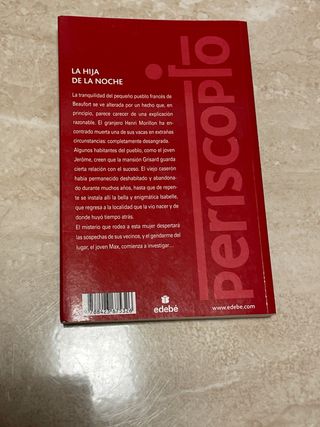 LA HIJA
DE LA NOCHE
La tranquilidad del pequeño pueblo francés de
Beaufort se ve alterada por un hecho que, en
principio, parece carecer de una explicación
razonable. El granjero Henri Morillon ha en-
contrado muerta una de sus vacas en extrañas
circunstancias: completamente desangrada.
Algunos habitantes del pueblo, como el joven
Jerôme, creen que la mansión Grisard guarda
cierta relación con el suceso. El viejo caserón
había permanecido deshabitado y abandona-
do durante muchos años, hasta que de repen-
te se instala allí la bella y enigmática Isabelle,
que regresa a la localidad que la vio nacer y de
donde huyó tiempo atrás.
El misterio que rodea a esta mujer despertará
las sospechas de sus vecinos, y el gendarme del
lugar, el joven Max, comienza a investigar...
periscopio
edebé
www.edebe.com
9788423675326